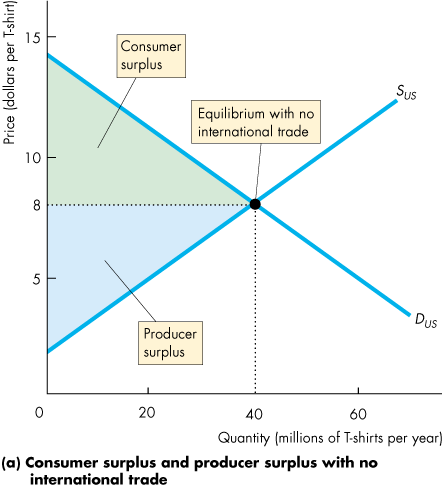 Price (dollars per T-shirt)
15
Consumer
surplus
S_US
Equilibrium with no
international trade
10
8
5
Producer
surplus
D_US
0
20
40
60
Quantity (millions of T-shirts per year)
(a) Consumer surplus and producer surplus with no
international trade